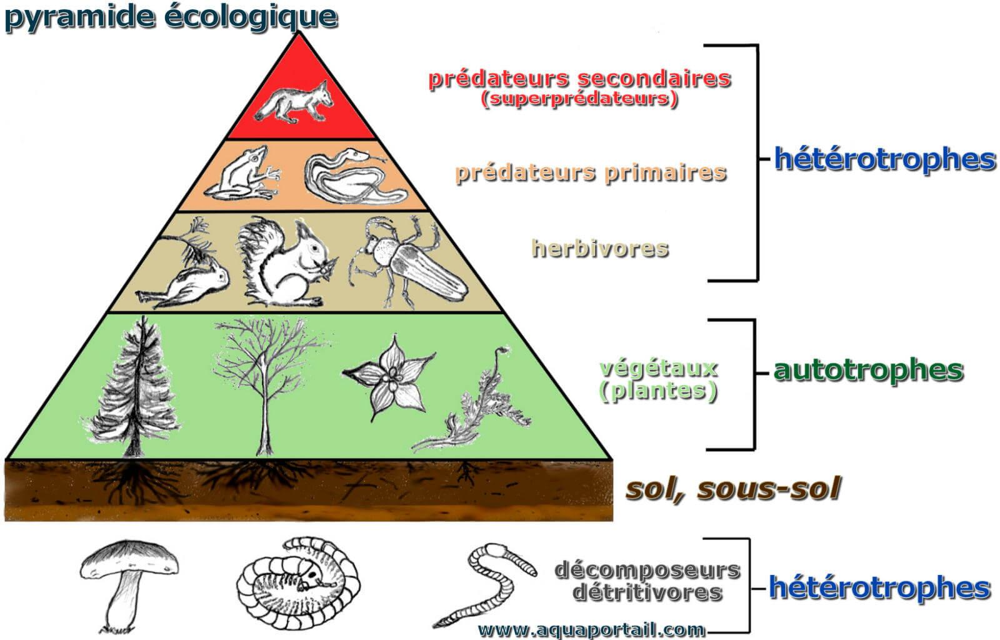 pyramide écologique
prédateurs secondaires
(superprédateurs)
prédateurs primaires
hétérotrophes
herbivores
végétaux
(plantes)
autotrophes
sol, sous-sol
décomposeurs
détritivores
hétérotrophes
www.aquaportail.com